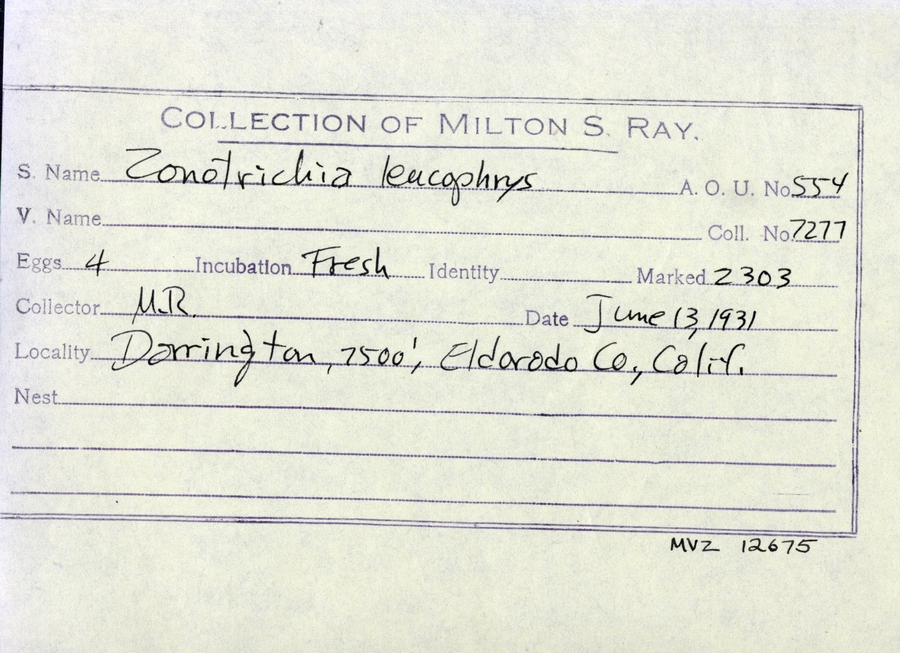 COLLECTION OF MILTON S. RAY.
S. Name Zonotrichia leucophrys A. O. U. No 554
V. Name Coll. No. 7277
Eggs 4 Incubation Fresh Identity Marked 2303
Collector M.R. Date June 13, 1931
Locality Dorrington, 7500', Eldorodo Co., Calif.
Nest
MVZ 12675